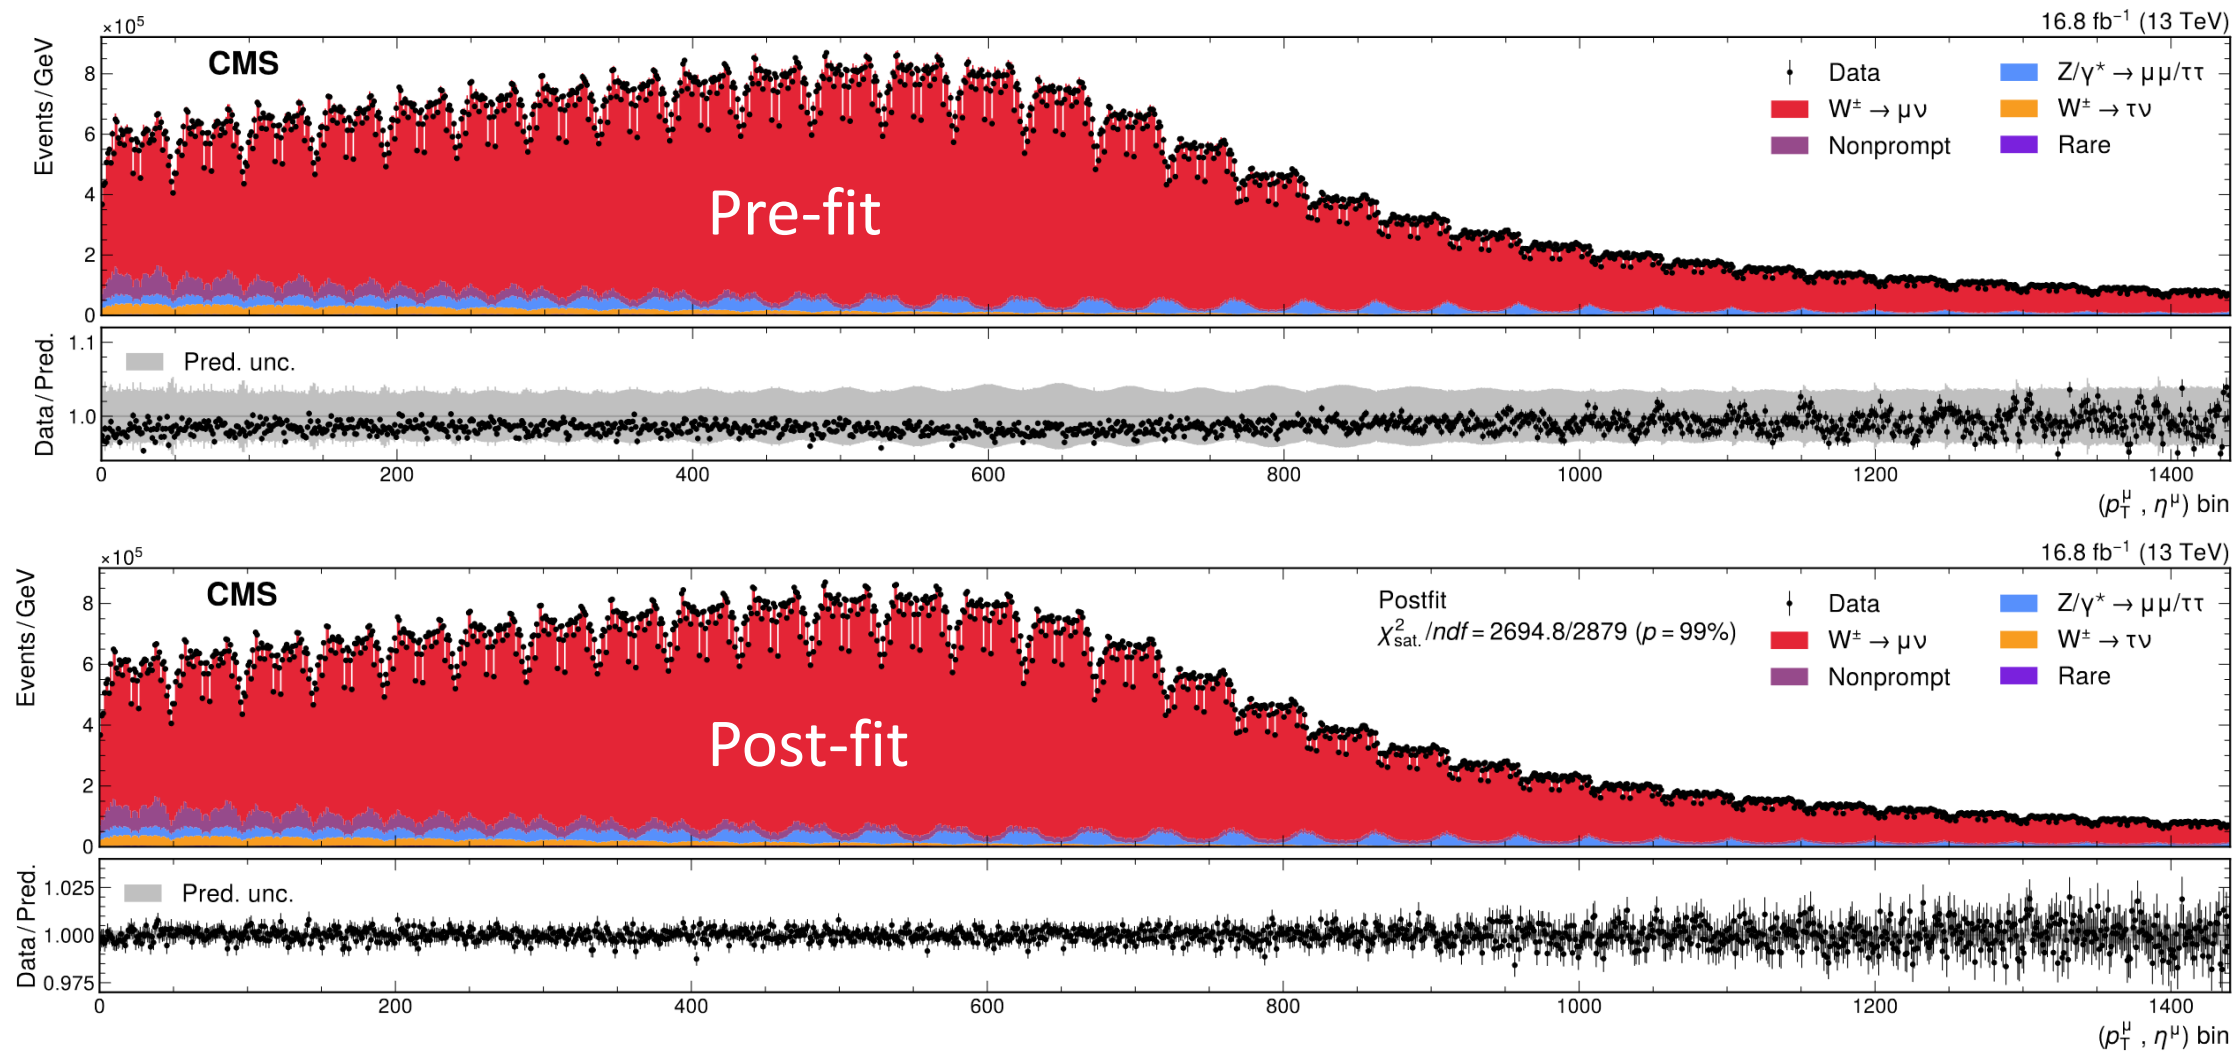 ×10⁵
16.8 fb⁻¹ (13 TeV)
CMS
Events / GeV
8
6
4
2
0
Data
W± → μν
Nonprompt
Z/γ* → μμ/ττ
W± → τν
Rare
Pre-fit
Data / Pred.
1.1
1.0
Pred. unc.
0 200 400 600 800 1000 1200 1400
(p_T^μ , η^μ) bin
×10⁵
16.8 fb⁻¹ (13 TeV)
CMS
Events / GeV
8
6
4
2
0
Postfit
χ²_sat. /ndf = 2694.8/2879 (p = 99%)
Data
W± → μν
Nonprompt
Z/γ* → μμ/ττ
W± → τν
Rare
Post-fit
Data / Pred.
1.025
1.000
0.975
Pred. unc.
0 200 400 600 800 1000 1200 1400
(p_T^μ , η^μ) bin